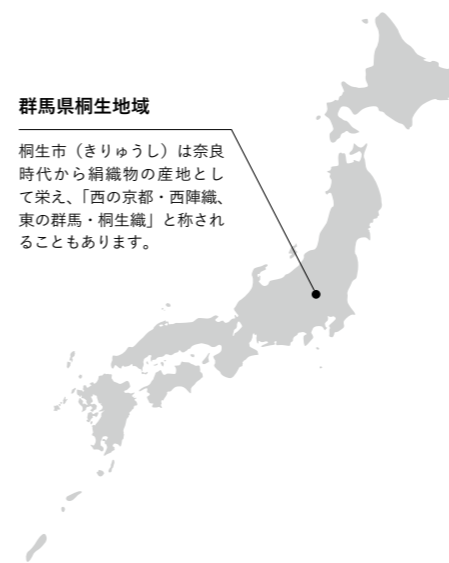 群馬県桐生地域
桐生市（きりゅうし）は奈良
時代から絹織物の産地とし
て栄え、「西の京都・西陣織、
東の群馬・桐生織」と称され
ることもあります。